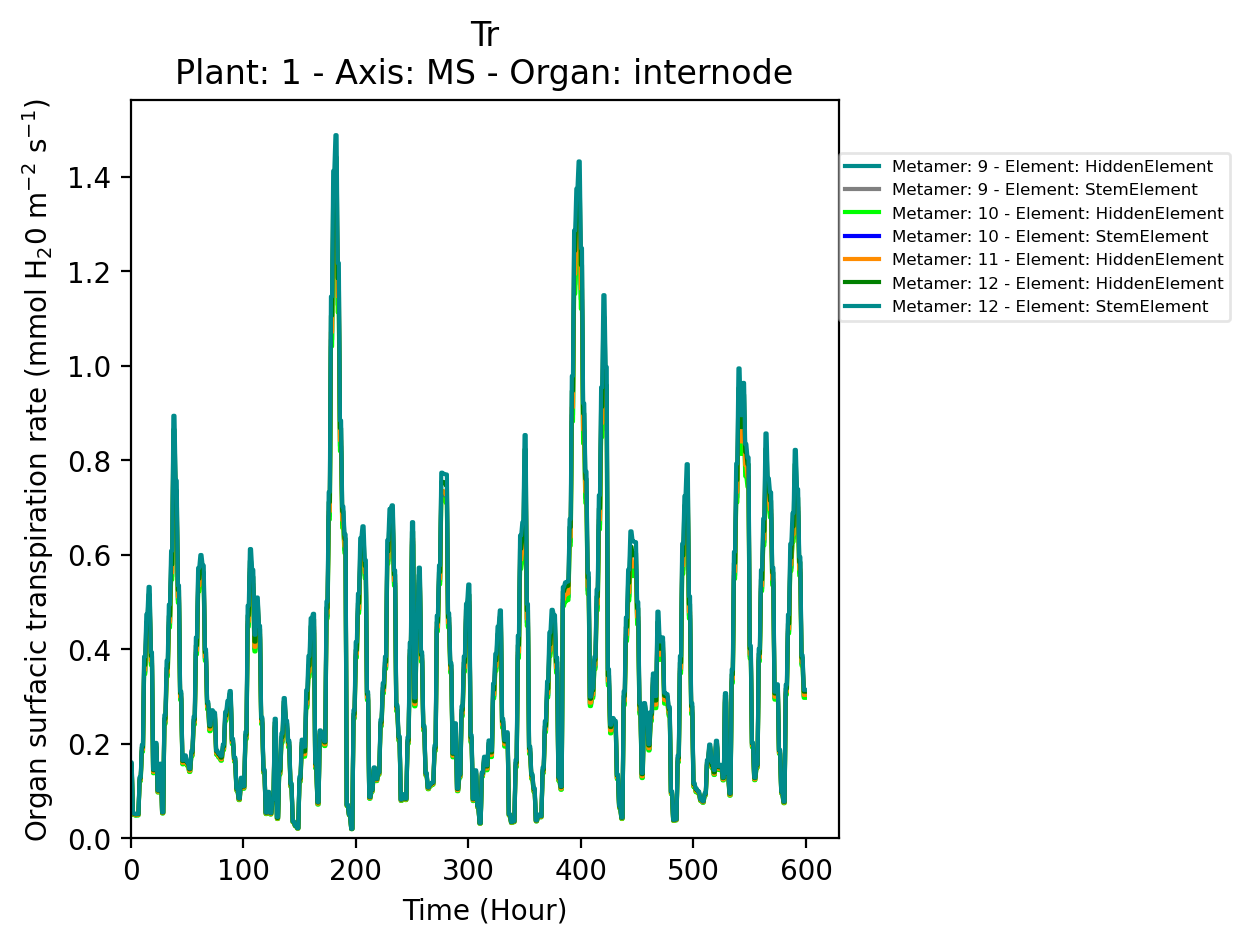 Tr
Plant: 1 - Axis: MS - Organ: internode
Organ surfacic transpiration rate (mmol H₂0 m⁻² s⁻¹)
1.4
1.2
1.0
0.8
0.6
0.4
0.2
0.0
0 100 200 300 400 500 600
Time (Hour)
Metamer: 9 - Element: HiddenElement
Metamer: 9 - Element: StemElement
Metamer: 10 - Element: HiddenElement
Metamer: 10 - Element: StemElement
Metamer: 11 - Element: HiddenElement
Metamer: 12 - Element: HiddenElement
Metamer: 12 - Element: StemElement